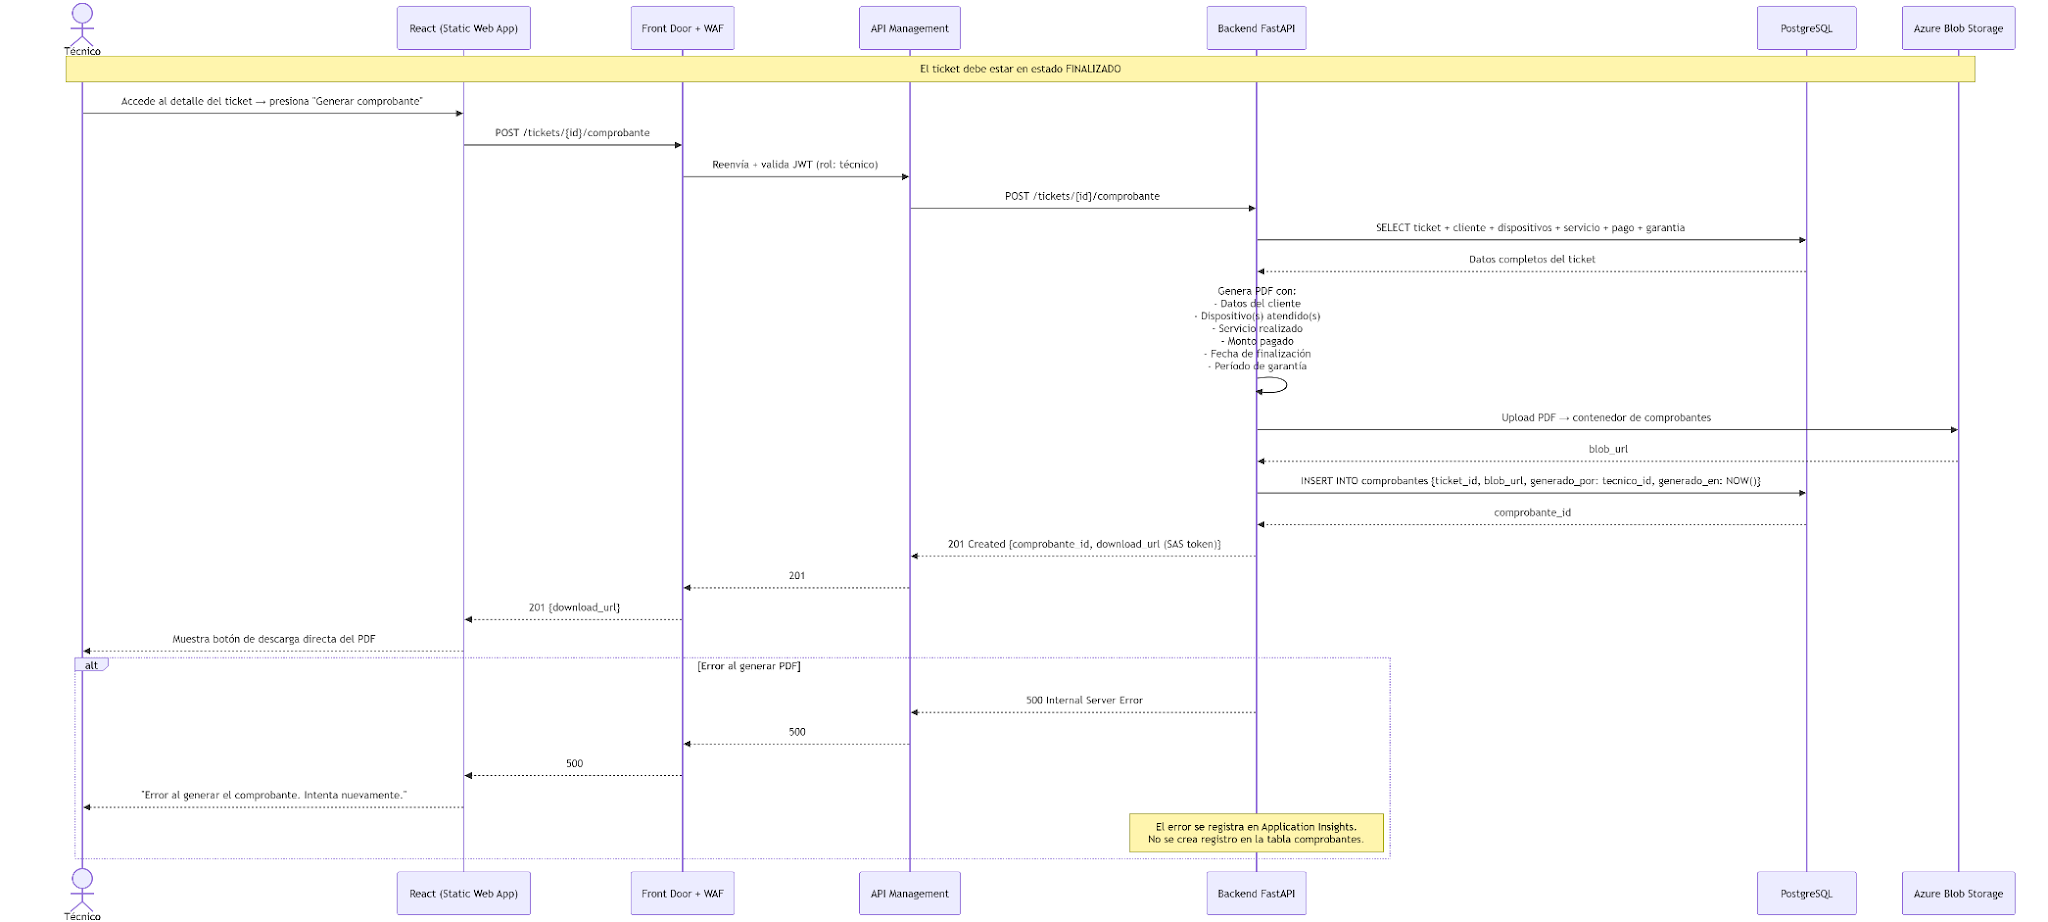 React (Static Web App)
Front Door + WAF
API Management
Backend FastAPI
PostgreSQL
Azure Blob Storage
Técnico
El ticket debe estar en estado FINALIZADO
Accede al detalle del ticket → presiona "Generar comprobante"
POST /tickets/{id}/comprobante
Reenvía + valida JWT (rol: técnico)
POST /tickets/{id}/comprobante
SELECT ticket + cliente + dispositivos + servicio + pago + garantia
Datos completos del ticket
Genera PDF con:
- Datos del cliente
- Dispositivo(s) atendido(s)
- Servicio realizado
- Monto pagado
- Fecha de finalización
- Período de garantía
Upload PDF → contenedor de comprobantes
blob_url
INSERT INTO comprobantes {ticket_id, blob_url, generado_por: tecnico_id, generado_en: NOW()}
comprobante_id
201 Created {comprobante_id, download_url (SAS token)}
201
201 {download_url}
Muestra botón de descarga directa del PDF
alt
[Error al generar PDF]
500 Internal Server Error
500
500
"Error al generar el comprobante. Intenta nuevamente."
El error se registra en Application Insights.
No se crea registro en la tabla comprobantes.
React (Static Web App)
Front Door + WAF
API Management
Backend FastAPI
PostgreSQL
Azure Blob Storage
Técnico